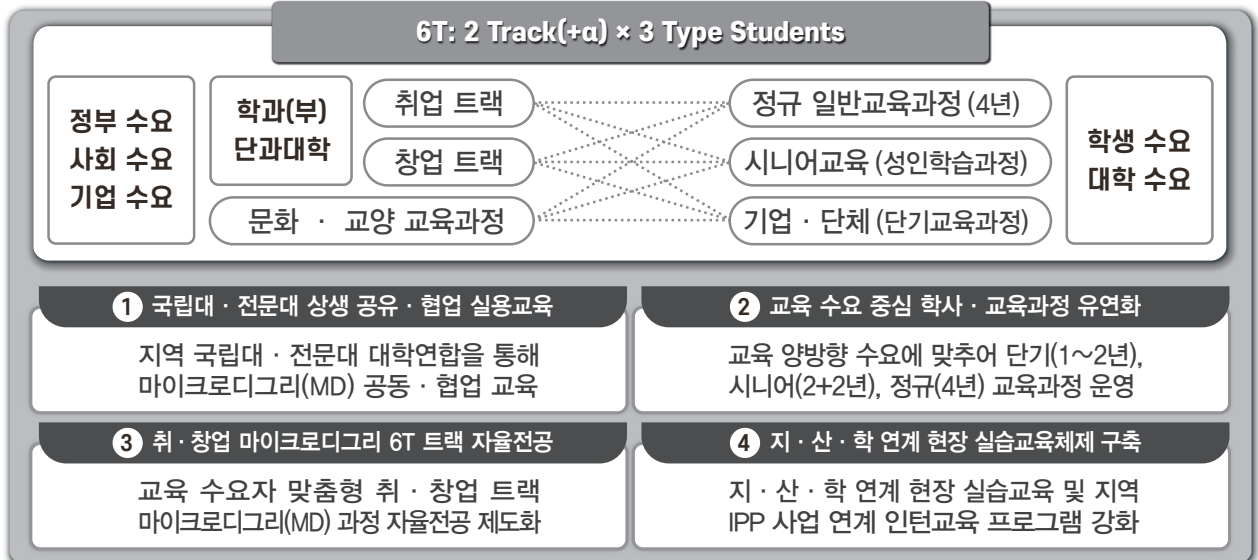 6T: 2 Track(+α) × 3 Type Students
정부 수요
사회 수요
기업 수요
학과(부)
단과대학
취업 트랙
창업 트랙
문화 · 교양 교육과정
정규 일반교육과정 (4년)
시니어교육 (성인학습과정)
기업 · 단체 (단기교육과정)
학생 수요
대학 수요
1 국립대 · 전문대 상생 공유 · 협업 실용교육
지역 국립대 · 전문대 대학연합을 통해
마이크로디그리(MD) 공동 · 협업 교육
2 교육 수요 중심 학사 · 교육과정 유연화
교육 양방향 수요에 맞추어 단기(1~2년),
시니어(2+2년), 정규(4년) 교육과정 운영
3 취 · 창업 마이크로디그리 6T 트랙 자율전공
교육 수요자 맞춤형 취 · 창업 트랙
마이크로디그리(MD) 과정 자율전공 제도화
4 지 · 산 · 학 연계 현장 실습교육체제 구축
지 · 산 · 학 연계 현장 실습교육 및 지역
IPP 사업 연계 인턴교육 프로그램 강화